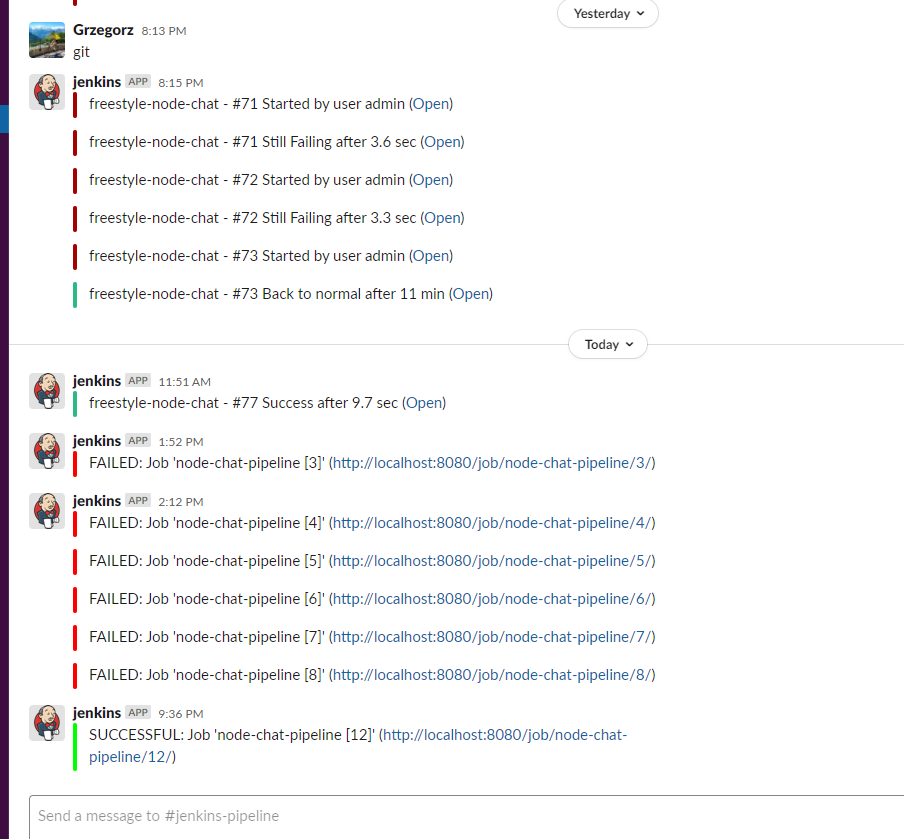 Yesterday
Grzegorz 8:13 PM
git
jenkins APP 8:15 PM
freestyle-node-chat - #71 Started by user admin (Open)
freestyle-node-chat - #71 Still Failing after 3.6 sec (Open)
freestyle-node-chat - #72 Started by user admin (Open)
freestyle-node-chat - #72 Still Failing after 3.3 sec (Open)
freestyle-node-chat - #73 Started by user admin (Open)
freestyle-node-chat - #73 Back to normal after 11 min (Open)
Today
jenkins APP 11:51 AM
freestyle-node-chat - #77 Success after 9.7 sec (Open)
jenkins APP 1:52 PM
FAILED: Job 'node-chat-pipeline [3]' (http://localhost:8080/job/node-chat-pipeline/3/)
jenkins APP 2:12 PM
FAILED: Job 'node-chat-pipeline [4]' (http://localhost:8080/job/node-chat-pipeline/4/)
FAILED: Job 'node-chat-pipeline [5]' (http://localhost:8080/job/node-chat-pipeline/5/)
FAILED: Job 'node-chat-pipeline [6]' (http://localhost:8080/job/node-chat-pipeline/6/)
FAILED: Job 'node-chat-pipeline [7]' (http://localhost:8080/job/node-chat-pipeline/7/)
FAILED: Job 'node-chat-pipeline [8]' (http://localhost:8080/job/node-chat-pipeline/8/)
jenkins APP 9:36 PM
SUCCESSFUL: Job 'node-chat-pipeline [12]' (http://localhost:8080/job/node-chat-
pipeline/12/)
Send a message to #jenkins-pipeline